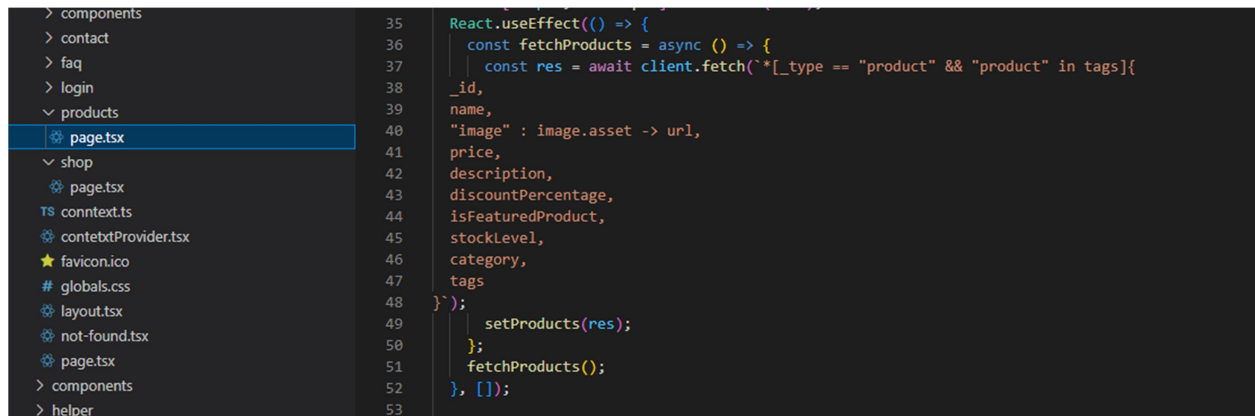 components
contact
faq
login
products
page.tsx
shop
page.tsx
TS conntext.ts
contetxtProvider.tsx
favicon.ico
# globals.css
layout.tsx
not-found.tsx
page.tsx
components
helper
35 React.useEffect(() => {
36 const fetchProducts = async () => {
37 const res = await client.fetch(`*[_type == "product" && "product" in tags]{
38 _id,
39 name,
40 "image" : image.asset -> url,
41 price,
42 description,
43 discountPercentage,
44 isFeaturedProduct,
45 stockLevel,
46 category,
47 tags
48 }`);
49 setProducts(res);
50 };
51 fetchProducts();
52 }, []);
53